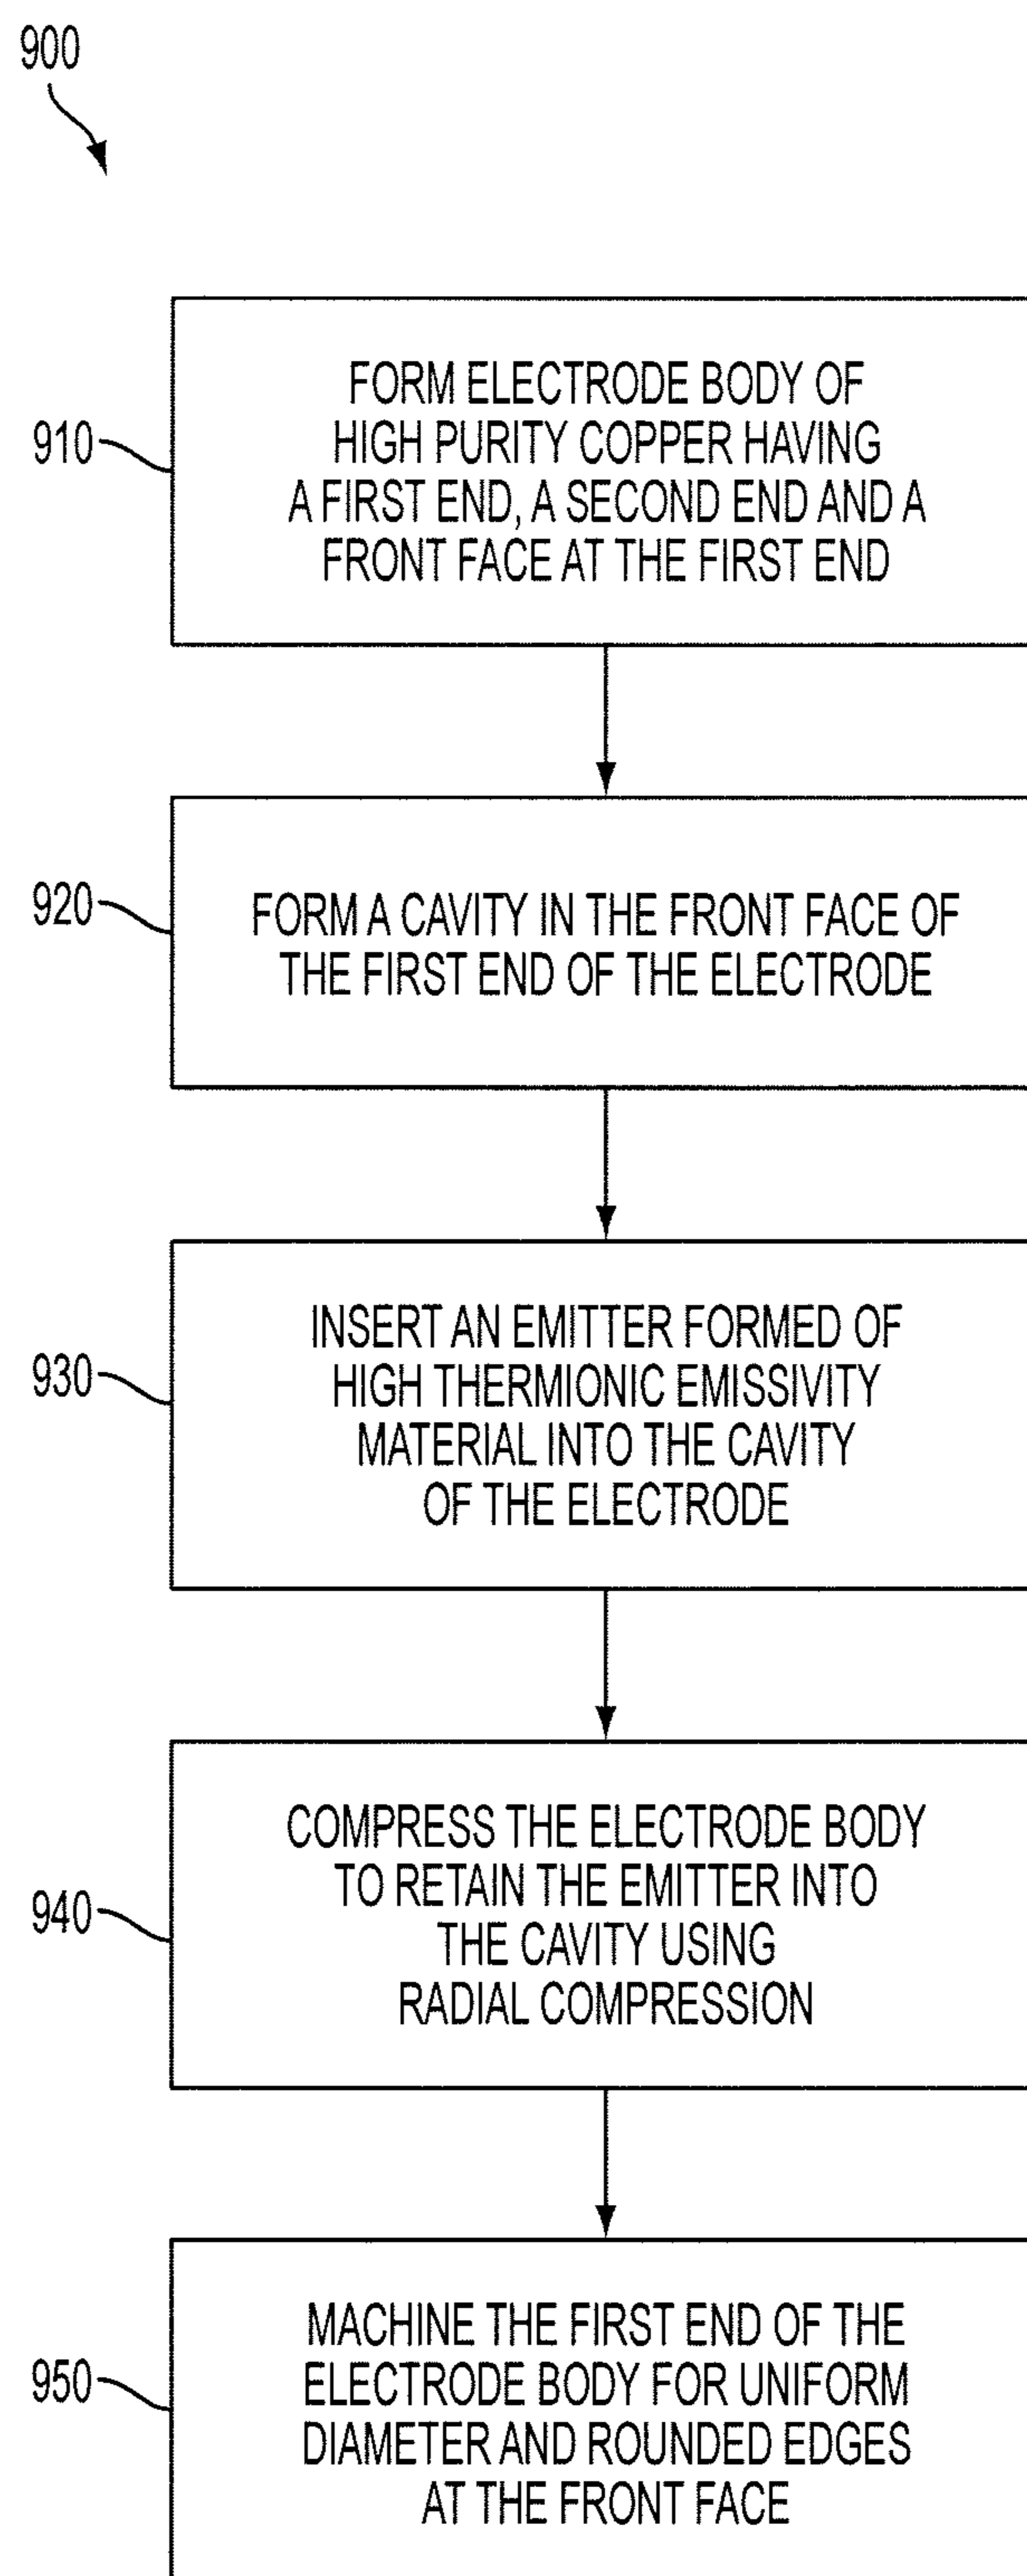 900
910
FORM ELECTRODE BODY OF
HIGH PURITY COPPER HAVING
A FIRST END, A SECOND END AND A
FRONT FACE AT THE FIRST END
920
FORM A CAVITY IN THE FRONT FACE OF
THE FIRST END OF THE ELECTRODE
930
INSERT AN EMITTER FORMED OF
HIGH THERMIONIC EMISSIVITY
MATERIAL INTO THE CAVITY
OF THE ELECTRODE
940
COMPRESS THE ELECTRODE BODY
TO RETAIN THE EMITTER INTO
THE CAVITY USING
RADIAL COMPRESSION
950
MACHINE THE FIRST END OF THE
ELECTRODE BODY FOR UNIFORM
DIAMETER AND ROUNDED EDGES
AT THE FRONT FACE